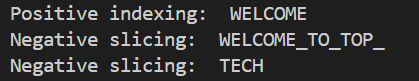 Positive indexing:  WELCOME
Negative slicing:  WELCOME_TO_TOP_
Negative slicing:  TECH